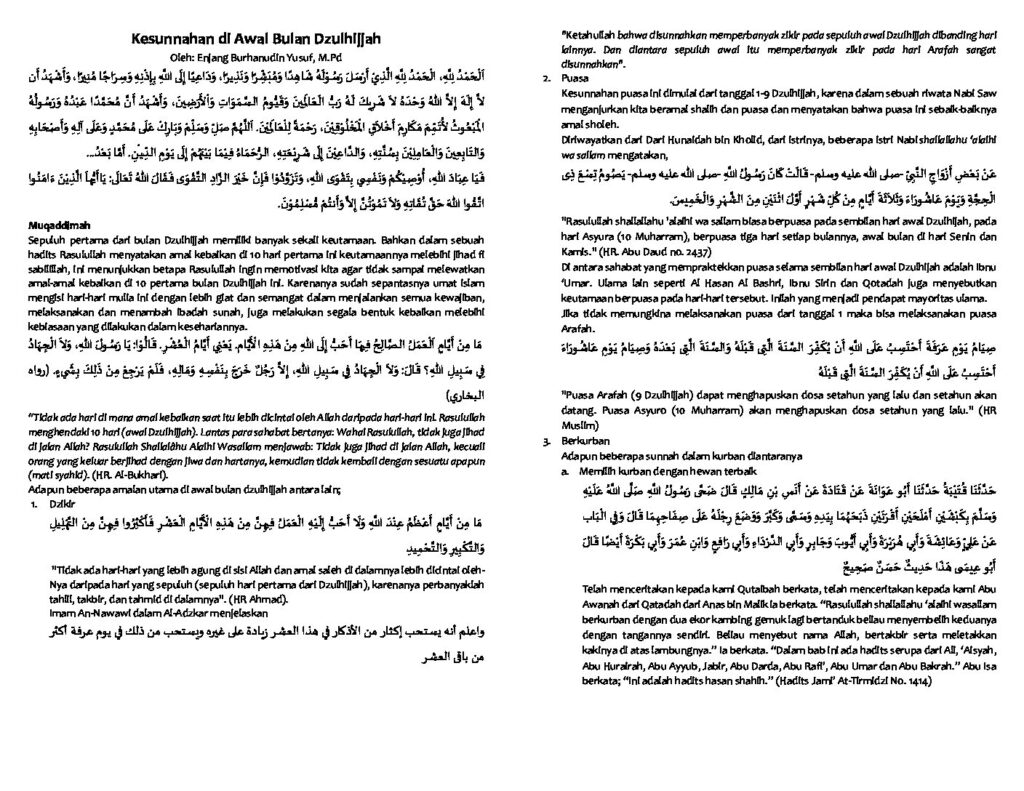 Kesunnahan di Awal Bulan Dzulhijjah
Oleh: Enjang Burhanudin Yusuf, M.Pd
اَلْحَمْدُ لِلَّهِ، الْحَمْدُ لِلَّهِ الَّذِيْ أَرْسَلَ رَسُوْلَهُ شَاهِدًا وَمُبَشِّرًا وَنَذِيْرًا، وَدَاعِيًا إِلَى اللَّهِ بِإِذْنِهِ وَسِرَاجًا مُنِيْرًا، وَأَشْهَدُ أَن
لاَّ إِلَهَ إِلاَّ اللهُ وَحْدَهُ لاَ شَرِيكَ لَهُ رَبُّ الْعَالَمِيْنَ وَقَيُّومُ السَّمَوَاتِ وَالأَرَضِيْنَ، وَأَشْهَدُ أَنَّ مُحَمَّدًا عَبْدُهُ وَرَسُولُهُ
الْمَبْعُوثُ لِأُتَمِّمَ مَكَارِمَ أَخْلاَقِ الْمَخْلُوْقِيْنَ، رَحْمَةً لِلْعَالَمِيْنَ. اَللَّهُمَّ صَلِّ وَسَلِّمْ وَبَارِكْ عَلَى مُحَمَّدٍ وَعَلَى آلِهِ وَأَصْحَابِهِ
وَالتَّابِعِينَ وَالْعَامِلِيْنَ بِسُنَّتِهِ، وَالدَّاعِيْنَ إِلَى شَرِيْعَتِهِ، الرُّحَمَاءُ فِيمَا بَيْنَهُمْ إِلَى يَوْمِ الدِّيْنِ. أَمَّا بَعْدُ...
فَيَا عِبَادَ اللهِ، أُوصِيْكُمْ وَنَفْسِي بِتَقْوَى اللهِ، وَتَزَوَّدُوا فَإِنَّ خَيْرَ الزَّادِ التَّقْوَى فَقَالَ اللهُ تَعَالَى: يَاأَيُّهَا الَّذِيْنَ ءَامَنُوا
اتَّقُوا اللهَ حَقَّ تُقَاتِهِ وَلاَ تَمُوْتُنَّ إِلاَّ وَأَنتُمْ مُسْلِمُوْنَ.
Muqaddimah
Sepuluh pertama dari bulan Dzulhijjah memiliki banyak sekali keutamaan. Bahkan dalam sebuah
hadits Rasulullah menyatakan amal kebaikan di 10 hari pertama ini keutamaannya melebihi jihad fi
sabilillah, ini menunjukkan betapa Rasulullah ingin memotivasi kita agar tidak sampai melewatkan
amal-amal kebaikan di 10 pertama bulan Dzulhijjah ini. Karenanya sudah sepantasnya umat Islam
mengisi hari-hari mulia ini dengan lebih giat dan semangat dalam menjalankan semua kewajiban,
melaksanakan dan menambah ibadah sunah, juga melakukan segala bentuk kebaikan melebihi
kebiasaan yang dilakukan dalam kesehariannya.
مَا مِنْ أَيَّامٍ الْعَمَلُ الصَّالِحُ فِيهَا أَحَبُّ إِلَى اللهِ مِنْ هَذِهِ الْأَيَّامِ. يَعْنِي أَيَّامُ الْعُشْرِ. قَالُوا: يَا رَسُولَ اللهِ، وَلاَ الْجِهَادُ
فِي سَبِيلِ اللهِ؟ قَالَ: وَلاَ الْجِهَادُ فِي سَبِيلِ اللهِ، إِلاَّ رَجُلٌ خَرَجَ بِنَفْسِهِ وَمَالِهِ، فَلَمْ يَرْجِعْ مِنْ ذَلِكَ بِشَيْءٍ. (رواه
البخاري)
"Tidak ada hari di mana amal kebaikan saat itu lebih dicintai oleh Allah daripada hari-hari ini. Rasulullah
menghendaki 10 hari (awal Dzulhijjah). Lantas para sahabat bertanya: Wahai Rasulullah, tidak juga jihad
di jalan Allah? Rasulullah Shallalâhu Alaihi Wasallam menjawab: Tidak juga jihad di jalan Allah, kecuali
orang yang keluar berjihad dengan jiwa dan hartanya, kemudian tidak kembali dengan sesuatu apapun
(mati syahid). (HR. Al-Bukhari).
Adapun beberapa amalan utama di awal bulan dzulhijjah antara lain;
1. Dzikir
مَا مِنْ أَيَّامٍ أَعْظَمُ عِنْدَ اللَّهِ وَلَا أَحَبُّ إِلَيْهِ الْعَمَلُ فِيهِنَّ مِنْ هَذِهِ الْأَيَّامِ الْعَشْرِ فَأَكْثِرُوا فِيهِنَّ مِنَ التَّهْلِيلِ
وَالتَّكْبِيرِ وَالتَّحْمِيدِ
"Tidak ada hari-hari yang lebih agung di sisi Allah dan amal saleh di dalamnya lebih dicintai oleh-
Nya daripada hari yang sepuluh (sepuluh hari pertama dari Dzulhijjah), karenanya perbanyaklah
tahlil, takbir, dan tahmid di dalamnya". (HR Ahmad).
Imam An-Nawawi dalam Al-Adzkar menjelaskan
واعلم أنه يستحب إكثار من الأذكار في هذا العشر زيادة على غيره ويستحب من ذلك في يوم عرفة أكثر
من باقى العشر
"Ketahuilah bahwa disunnahkan memperbanyak zikir pada sepuluh awal Dzulhijjah dibanding hari
lainnya. Dan diantara sepuluh awal itu memperbanyak zikir pada hari Arafah sangat
disunnahkan".
2. Puasa
Kesunnahan puasa ini dimulai dari tanggal 1-9 Dzulhijjah, karena dalam sebuah riwata Nabi Saw
menganjurkan kita beramal shalih dan puasa dan menyatakan bahwa puasa ini sebaik-baiknya
amal sholeh.
Diriwayatkan dari Dari Hunaidah bin Kholid, dari istrinya, beberapa istri Nabi shallallahu 'alaihi
wa sallam mengatakan,
عَنْ بَعْضِ أَزْوَاجِ النَّبِيِّ -صلى الله عليه وسلم- قَالَتْ كَانَ رَسُولُ اللَّهِ -صلى الله عليه وسلم- يَصُومُ تِسْعَ ذِى
الْحِجَّةِ وَيَوْمَ عَاشُورَاءَ وَثَلاَثَةَ أَيَّامٍ مِنْ كُلِّ شَهْرٍ أَوَّلَ اثْنَيْنِ مِنَ الشَّهْرِ وَالْخَمِيسَ.
"Rasulullah shallallahu 'alaihi wa sallam biasa berpuasa pada sembilan hari awal Dzulhijah, pada
hari Asyura (10 Muharram), berpuasa tiga hari setiap bulannya, awal bulan di hari Senin dan
Kamis." (HR. Abu Daud no. 2437)
Di antara sahabat yang mempraktekkan puasa selama sembilan hari awal Dzulhijah adalah Ibnu
'Umar. Ulama lain seperti Al Hasan Al Bashri, Ibnu Sirin dan Qotadah juga menyebutkan
keutamaan berpuasa pada hari-hari tersebut. Inilah yang menjadi pendapat mayoritas ulama.
Jika tidak memungkina melaksanakan puasa dari tanggal 1 maka bisa melaksanakan puasa
Arafah.
صِيَامُ يَوْمِ عَرَفَةَ أَحْتَسِبُ عَلَى اللَّهِ أَنْ يُكَفِّرَ السَّنَةَ الَّتِي قَبْلَهُ وَالسَّنَةَ الَّتِي بَعْدَهُ وَصِيَامُ يَوْمِ عَاشُورَاءَ
أَحْتَسِبُ عَلَى اللَّهِ أَنْ يُكَفِّرَ السَّنَةَ الَّتِي قَبْلَهُ
"Puasa Arafah (9 Dzulhijjah) dapat menghapuskan dosa setahun yang lalu dan setahun akan
datang. Puasa Asyuro (10 Muharram) akan menghapuskan dosa setahun yang lalu." (HR
Muslim)
3. Berkurban
Adapun beberapa sunnah dalam kurban diantaranya
a. Memilih kurban dengan hewan terbaik
حَدَّثَنَا قُتَيْبَةُ حَدَّثَنَا أَبُو عَوَانَةَ عَنْ قَتَادَةَ عَنْ أَنَسِ بْنِ مَالِكٍ قَالَ ضَحَّى رَسُولُ اللَّهِ صَلَّى اللَّهُ عَلَيْهِ
وَسَلَّمَ بِكَبْشَيْنِ أَمْلَحَيْنِ أَقْرَنَيْنِ ذَبَحَهُمَا بِيَدِهِ وَسَمَّى وَكَبَّرَ وَوَضَعَ رِجْلَهُ عَلَى صِفَاحِهِمَا قَالَ وَفِي الْبَاب
عَنْ عَلِيٍّ وَعَائِشَةَ وَأَبِي هُرَيْرَةَ وَأَبِي أَيُّوبَ وَجَابِرٍ وَأَبِي الدَّرْدَاءِ وَأَبِي رَافِعٍ وَابْنِ عُمَرَ وَأَبِي بَكْرَةَ أَيْضًا قَالَ
أَبُو عِيسَى هَذَا حَدِيثٌ حَسَنٌ صَحِيحٌ
Telah menceritakan kepada kami Qutaibah berkata, telah menceritakan kepada kami Abu
Awanah dari Qatadah dari Anas bin Malik ia berkata. "Rasulullah shallallahu 'alaihi wasallam
berkurban dengan dua ekor kambing gemuk lagi bertanduk beliau menyembelih keduanya
dengan tangannya sendiri. Beliau menyebut nama Allah, bertakbir serta meletakkan
kakinya di atas lambungnya." Ia berkata. "Dalam bab ini ada hadits serupa dari Ali, 'Aisyah,
Abu Hurairah, Abu Ayyub, Jabir, Abu Darda, Abu Rafi', Abu Umar dan Abu Bakrah." Abu Isa
berkata; "Ini adalah hadits hasan shahih." (Hadits Jami' At-Tirmidzi No. 1414)